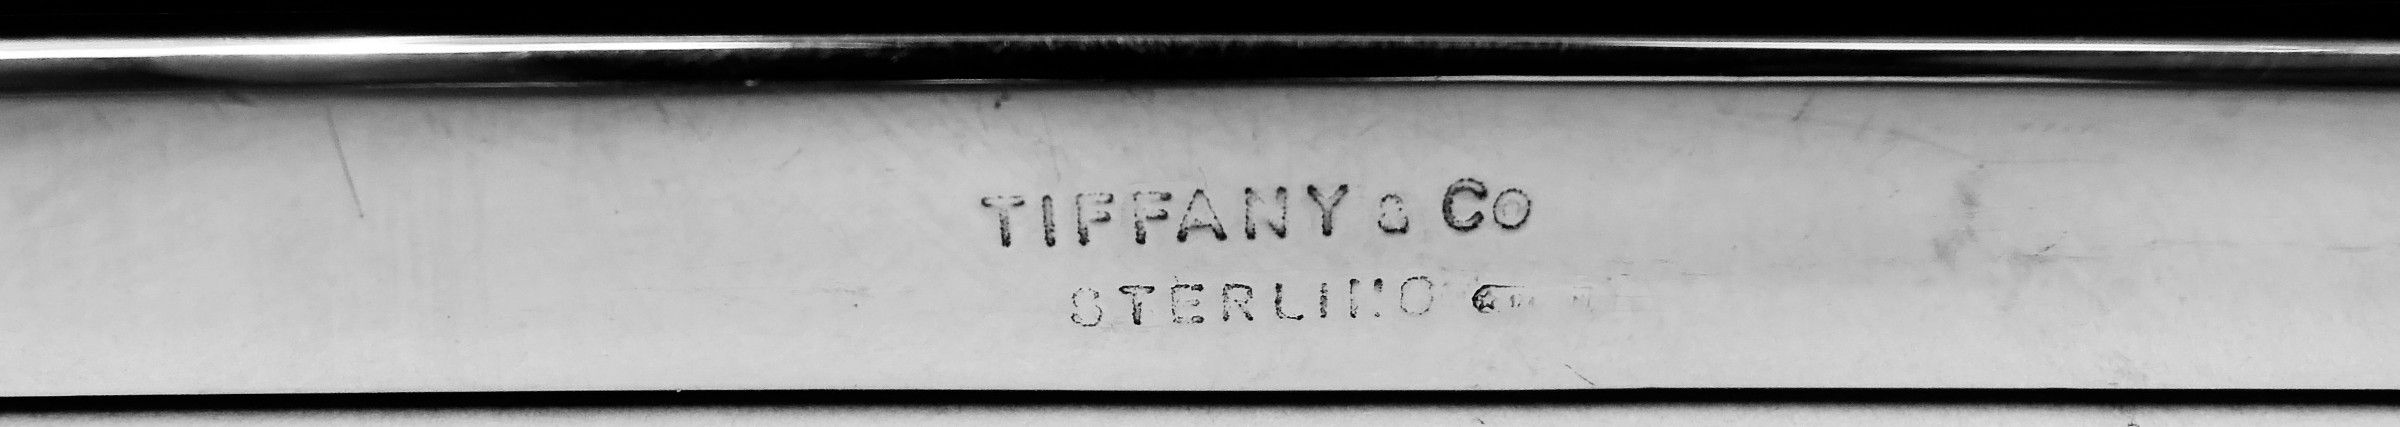 TIFFANY & Co
STERLING